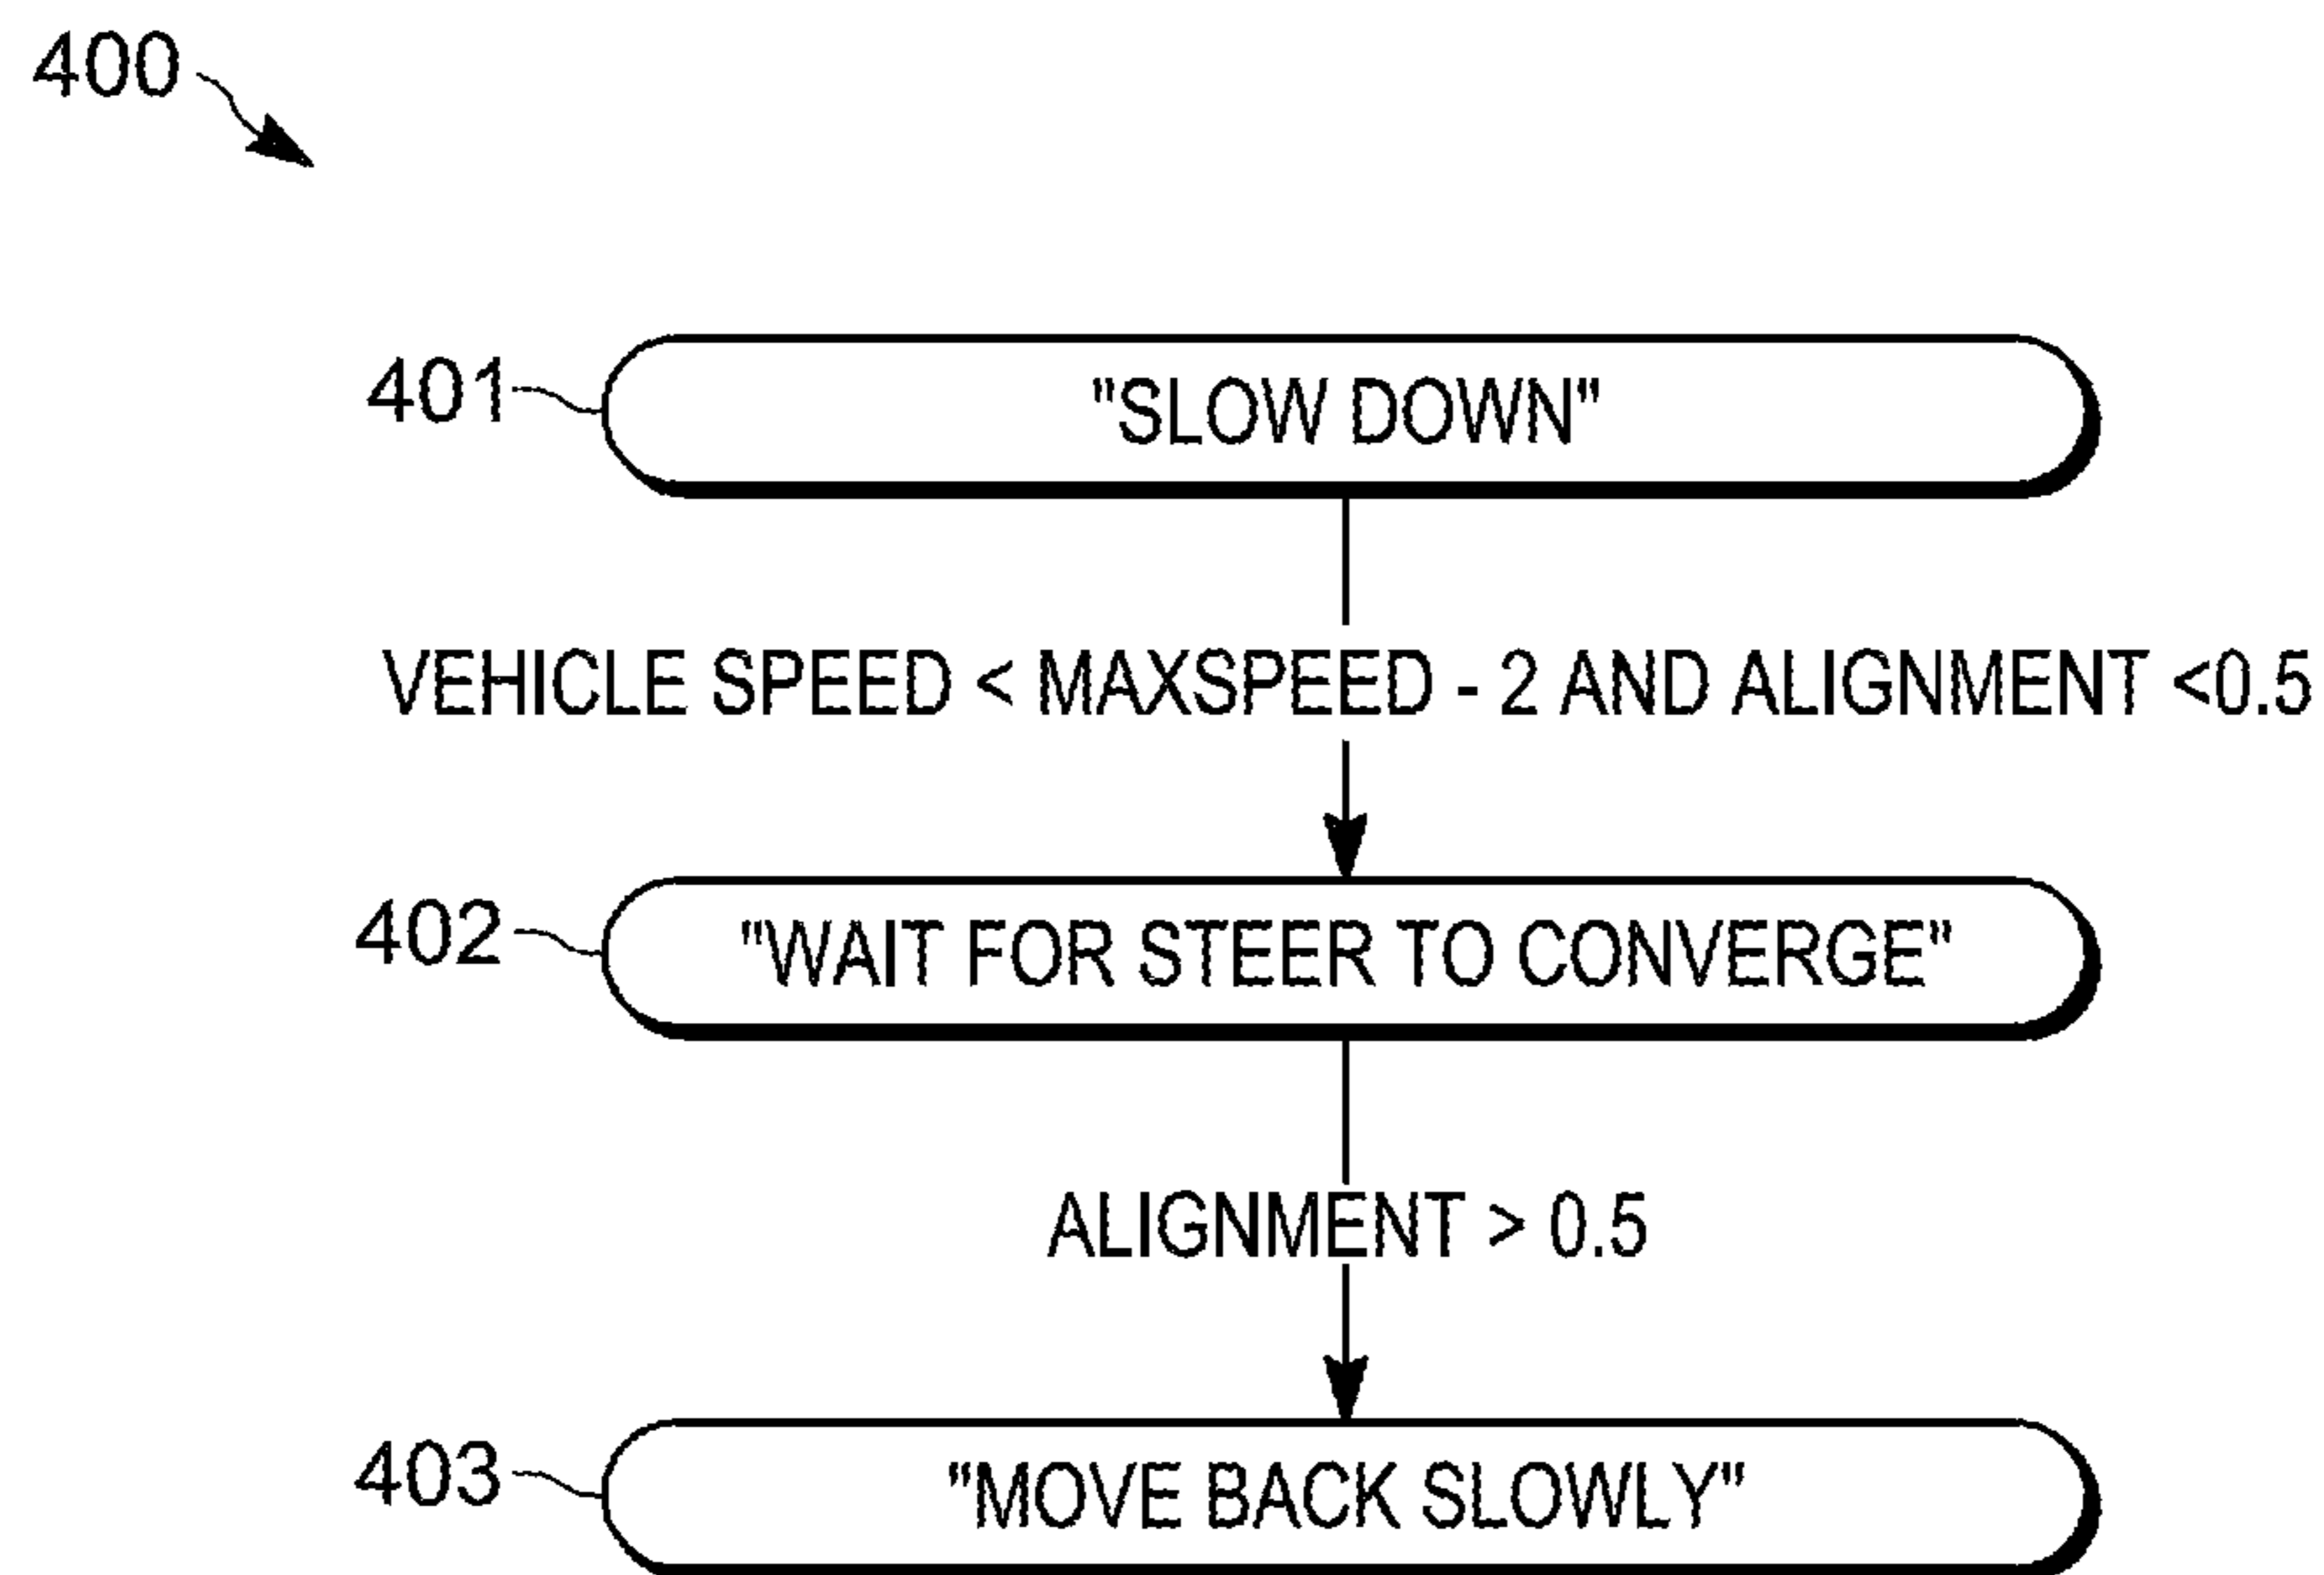 400
401 "SLOW DOWN"
VEHICLE SPEED < MAXSPEED - 2 AND ALIGNMENT <0.5
402 "WAIT FOR STEER TO CONVERGE"
ALIGNMENT > 0.5
403 "MOVE BACK SLOWLY"